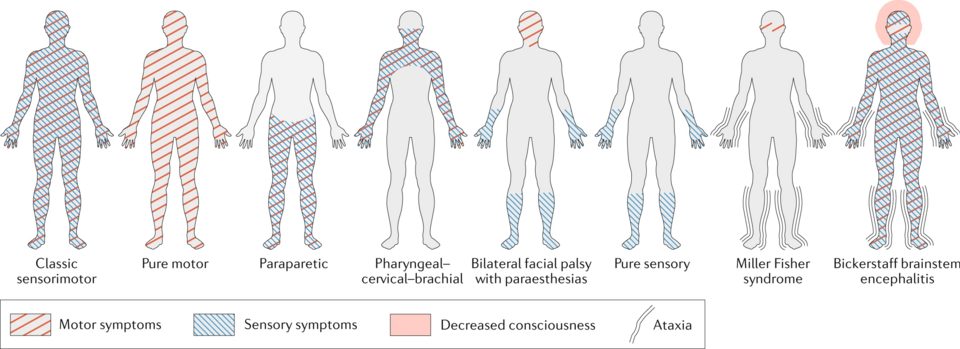 Classic
sensorimotor
Pure motor
Paraparetic
Pharyngeal–
cervical–brachial
Bilateral facial palsy
with paraesthesias
Pure sensory
Miller Fisher
syndrome
Bickerstaff brainstem
encephalitis
Motor symptoms
Sensory symptoms
Decreased consciousness
Ataxia